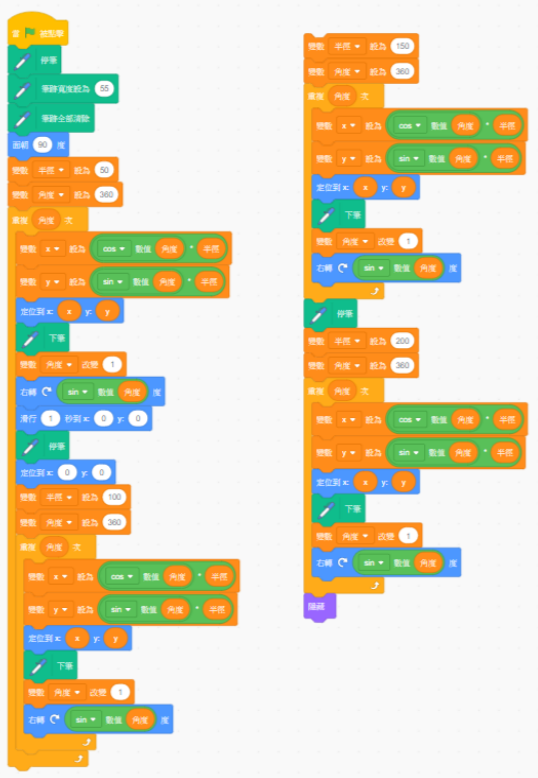 當 被點擊
停筆
筆跡寬度設為 55
筆跡全部清除
面朝 90 度
變數 半徑 設為 50
變數 角度 設為 360
重複 角度 次
變數 x 設為 cos 數值 角度 * 半徑
變數 y 設為 sin 數值 角度 * 半徑
定位到 x: x y: y
下筆
變數 角度 改變 1
右轉 sin 數值 角度 度
滑行 1 秒到 x: 0 y: 0
停筆
定位到 x: 0 y: 0
變數 半徑 設為 100
變數 角度 設為 360
重複 角度 次
變數 x 設為 cos 數值 角度 * 半徑
變數 y 設為 sin 數值 角度 * 半徑
定位到 x: x y: y
下筆
變數 角度 改變 1
右轉 sin 數值 角度 度
變數 半徑 設為 150
變數 角度 設為 360
重複 角度 次
變數 x 設為 cos 數值 角度 * 半徑
變數 y 設為 sin 數值 角度 * 半徑
定位到 x: x y: y
下筆
變數 角度 改變 1
右轉 sin 數值 角度 度
停筆
變數 半徑 設為 200
變數 角度 設為 360
重複 角度 次
變數 x 設為 cos 數值 角度 * 半徑
變數 y 設為 sin 數值 角度 * 半徑
定位到 x: x y: y
下筆
變數 角度 改變 1
右轉 sin 數值 角度 度
隱藏